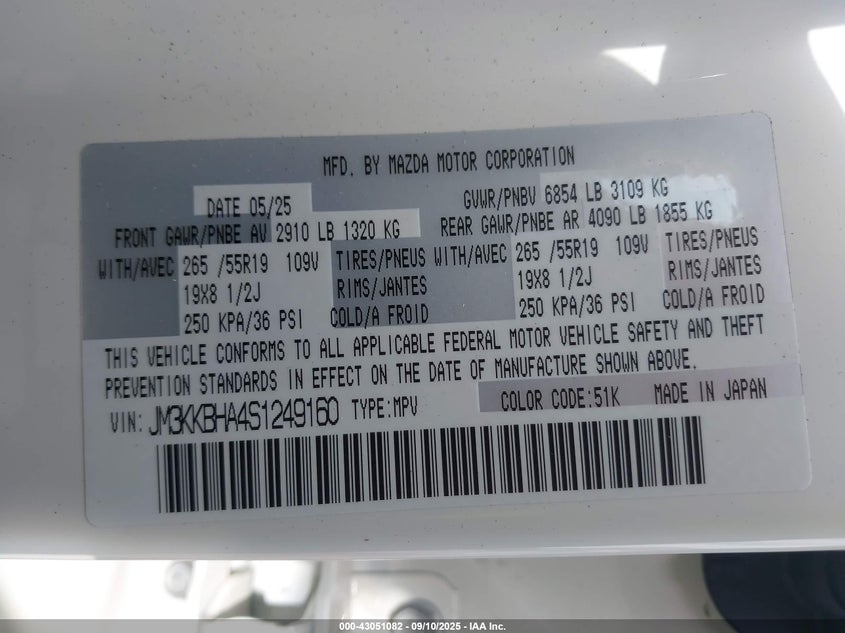 MFD. BY MAZDA MOTOR CORPORATION
DATE 05/25 GVWR/PNBV 6854 LB 3109 KG
FRONT GAWR/PNBE AV 2910 LB 1320 KG REAR GAWR/PNBE AR 4090 LB 1855 KG
WITH/AVEC 265 /55R19 109V TIRES/PNEUS WITH/AVEC 265 /55R19 109V TIRES/PNEUS
19X8 1/2J RIMS/JANTES 19X8 1/2J RIMS/JANTES
250 KPA/36 PSI COLD/A FROID 250 KPA/36 PSI COLD/A FROID
THIS VEHICLE CONFORMS TO ALL APPLICABLE FEDERAL MOTOR VEHICLE SAFETY AND THEFT
PREVENTION STANDARDS IN EFFECT ON THE DATE OF MANUFACTURE SHOWN ABOVE.
VIN: JM3KKBHA4S1249160 TYPE:MPV COLOR CODE:51K MADE IN JAPAN
000-43051082 - 09/10/2025 - IAA Inc.